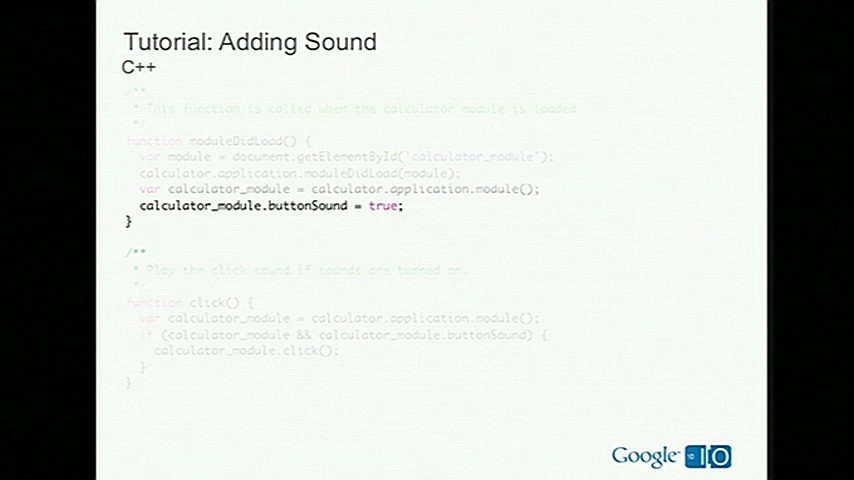 Tutorial: Adding Sound
C++
/**
 * This function is called when the calculator module is loaded.
 */
function moduleDidLoad() {
  var module = document.getElementById('calculator_module');
  calculator.application.moduleDidLoad(module);
  var calculator_module = calculator.application.module();
  calculator_module.buttonSound = true;
}
/**
 * Play the click sound if sounds are turned on.
 */
function click() {
  var calculator_module = calculator.application.module();
  if (calculator_module && calculator_module.buttonSound) {
    calculator_module.click();
  }
}
Google 10 IO